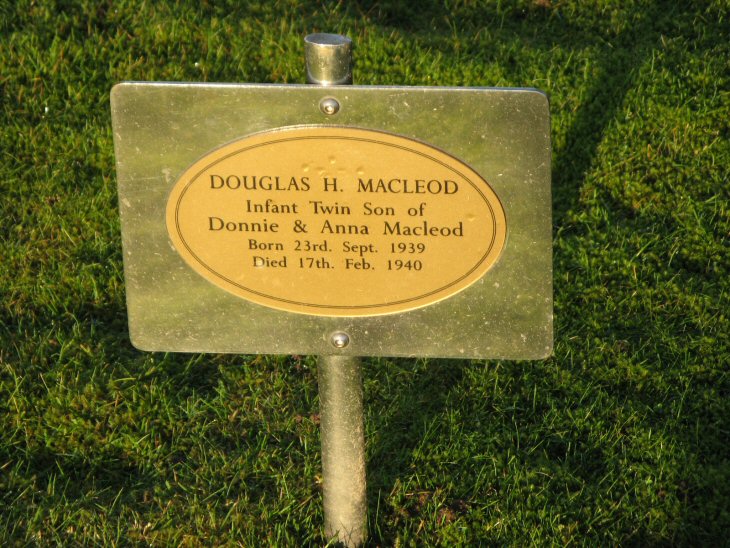 DOUGLAS H. MACLEOD
Infant Twin Son of
Donnie & Anna Macleod
Born 23rd. Sept. 1939
Died 17th. Feb. 1940